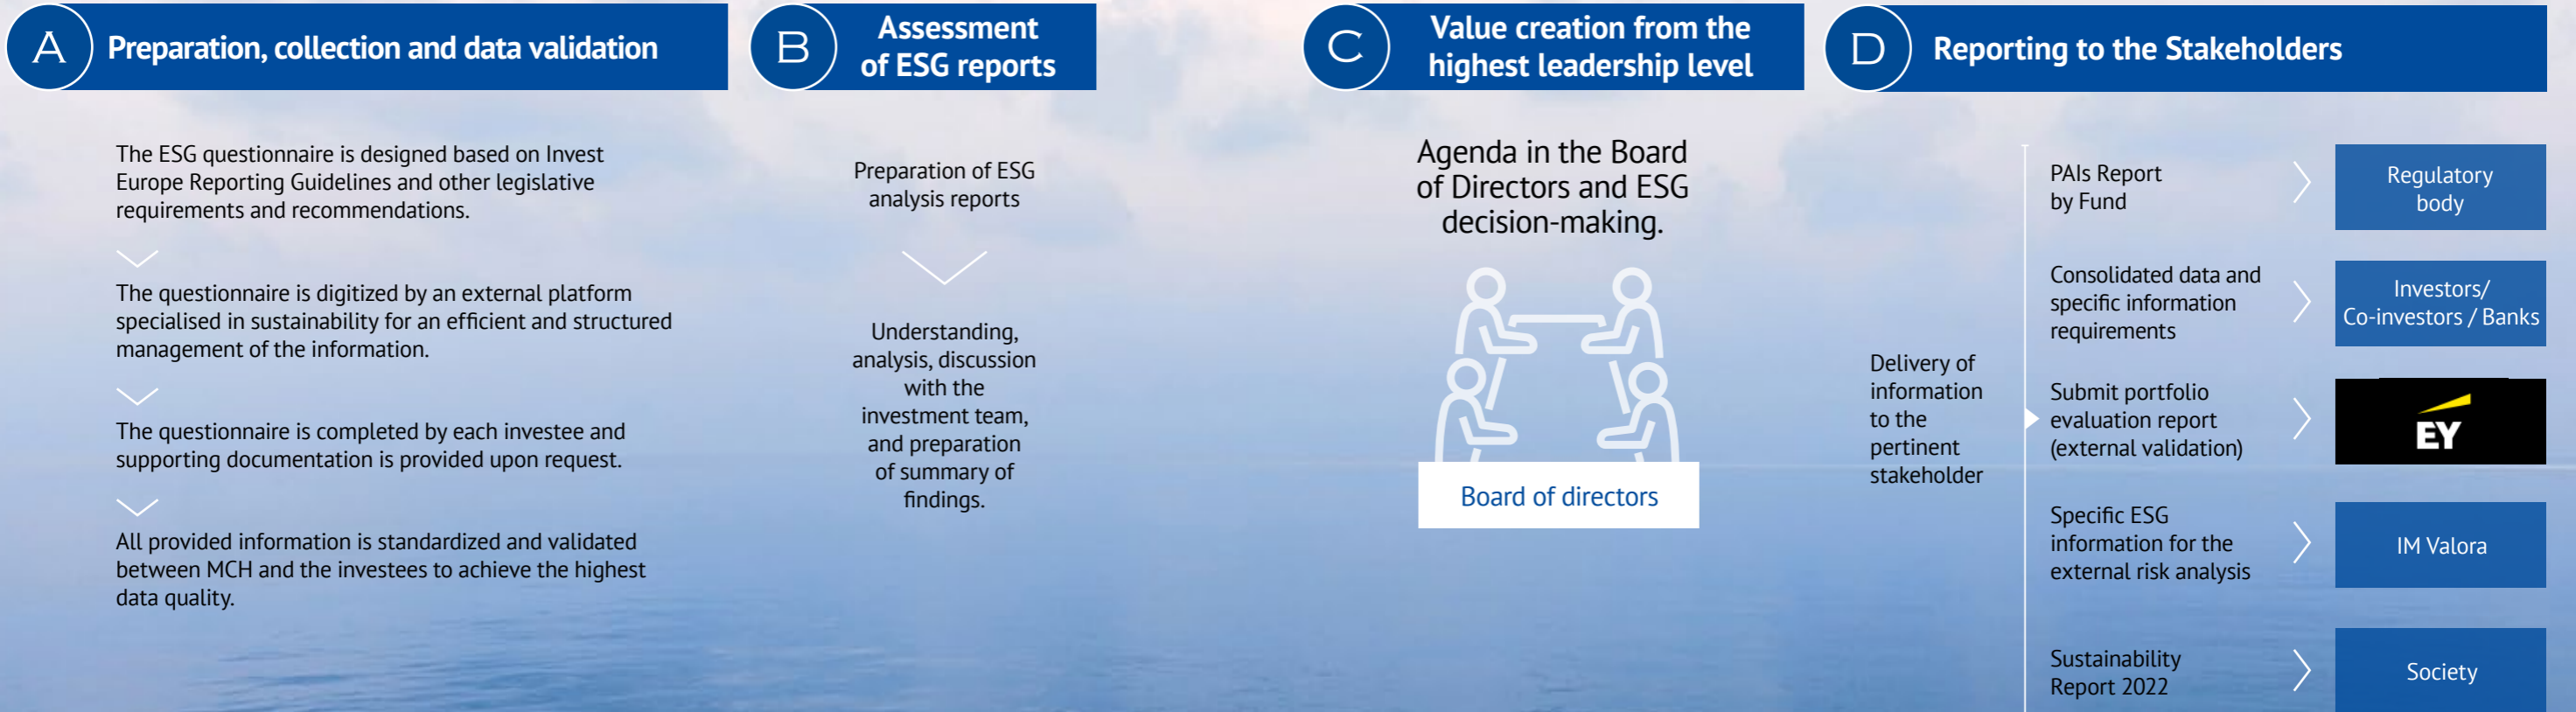 A
Preparation, collection and data validation
The ESG questionnaire is designed based on Invest
Europe Reporting Guidelines and other legislative
requirements and recommendations.
The questionnaire is digitized by an external platform
specialised in sustainability for an efficient and structured
management of the information.
The questionnaire is completed by each investee and
supporting documentation is provided upon request.
All provided information is standardized and validated
between MCH and the investees to achieve the highest
data quality.
B
Assessment
of ESG reports
Preparation of ESG
analysis reports
Understanding,
analysis, discussion
with the
investment team,
and preparation
of summary of
findings.
C
Value creation from the
highest leadership level
Agenda in the Board
of Directors and ESG
decision-making.
Board of directors
D
Reporting to the Stakeholders
Delivery of
information
to the
pertinent
stakeholder
PAIs Report
by Fund
Regulatory
body
Consolidated data and
specific information
requirements
Investors/
Co-investors / Banks
Submit portfolio
evaluation report
(external validation)
EY
Specific ESG
information for the
external risk analysis
IM Valora
Sustainability
Report 2022
Society